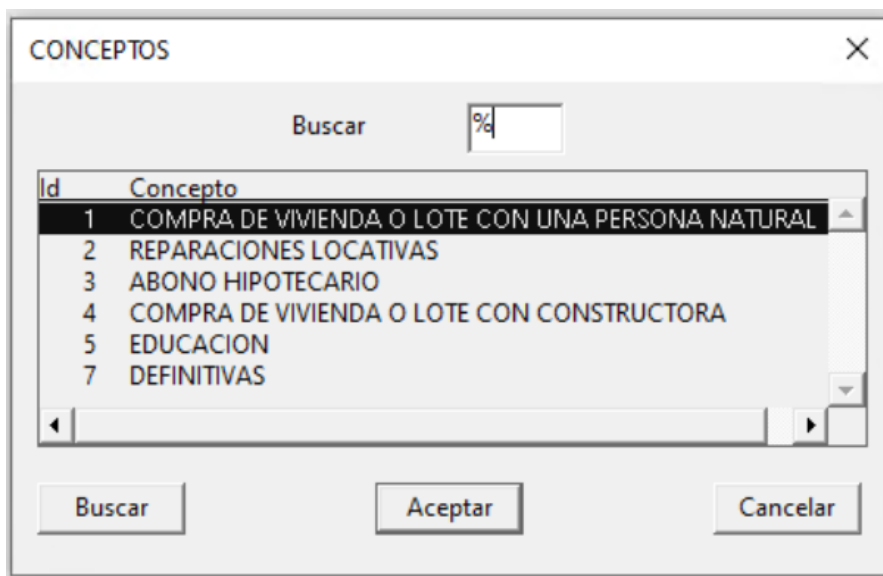 CONCEPTOS
Buscar %
Id Concepto
1 COMPRA DE VIVIENDA O LOTE CON UNA PERSONA NATURAL
2 REPARACIONES LOCATIVAS
3 ABONO HIPOTECARIO
4 COMPRA DE VIVIENDA O LOTE CON CONSTRUCTORA
5 EDUCACION
7 DEFINITIVAS
Buscar Aceptar Cancelar